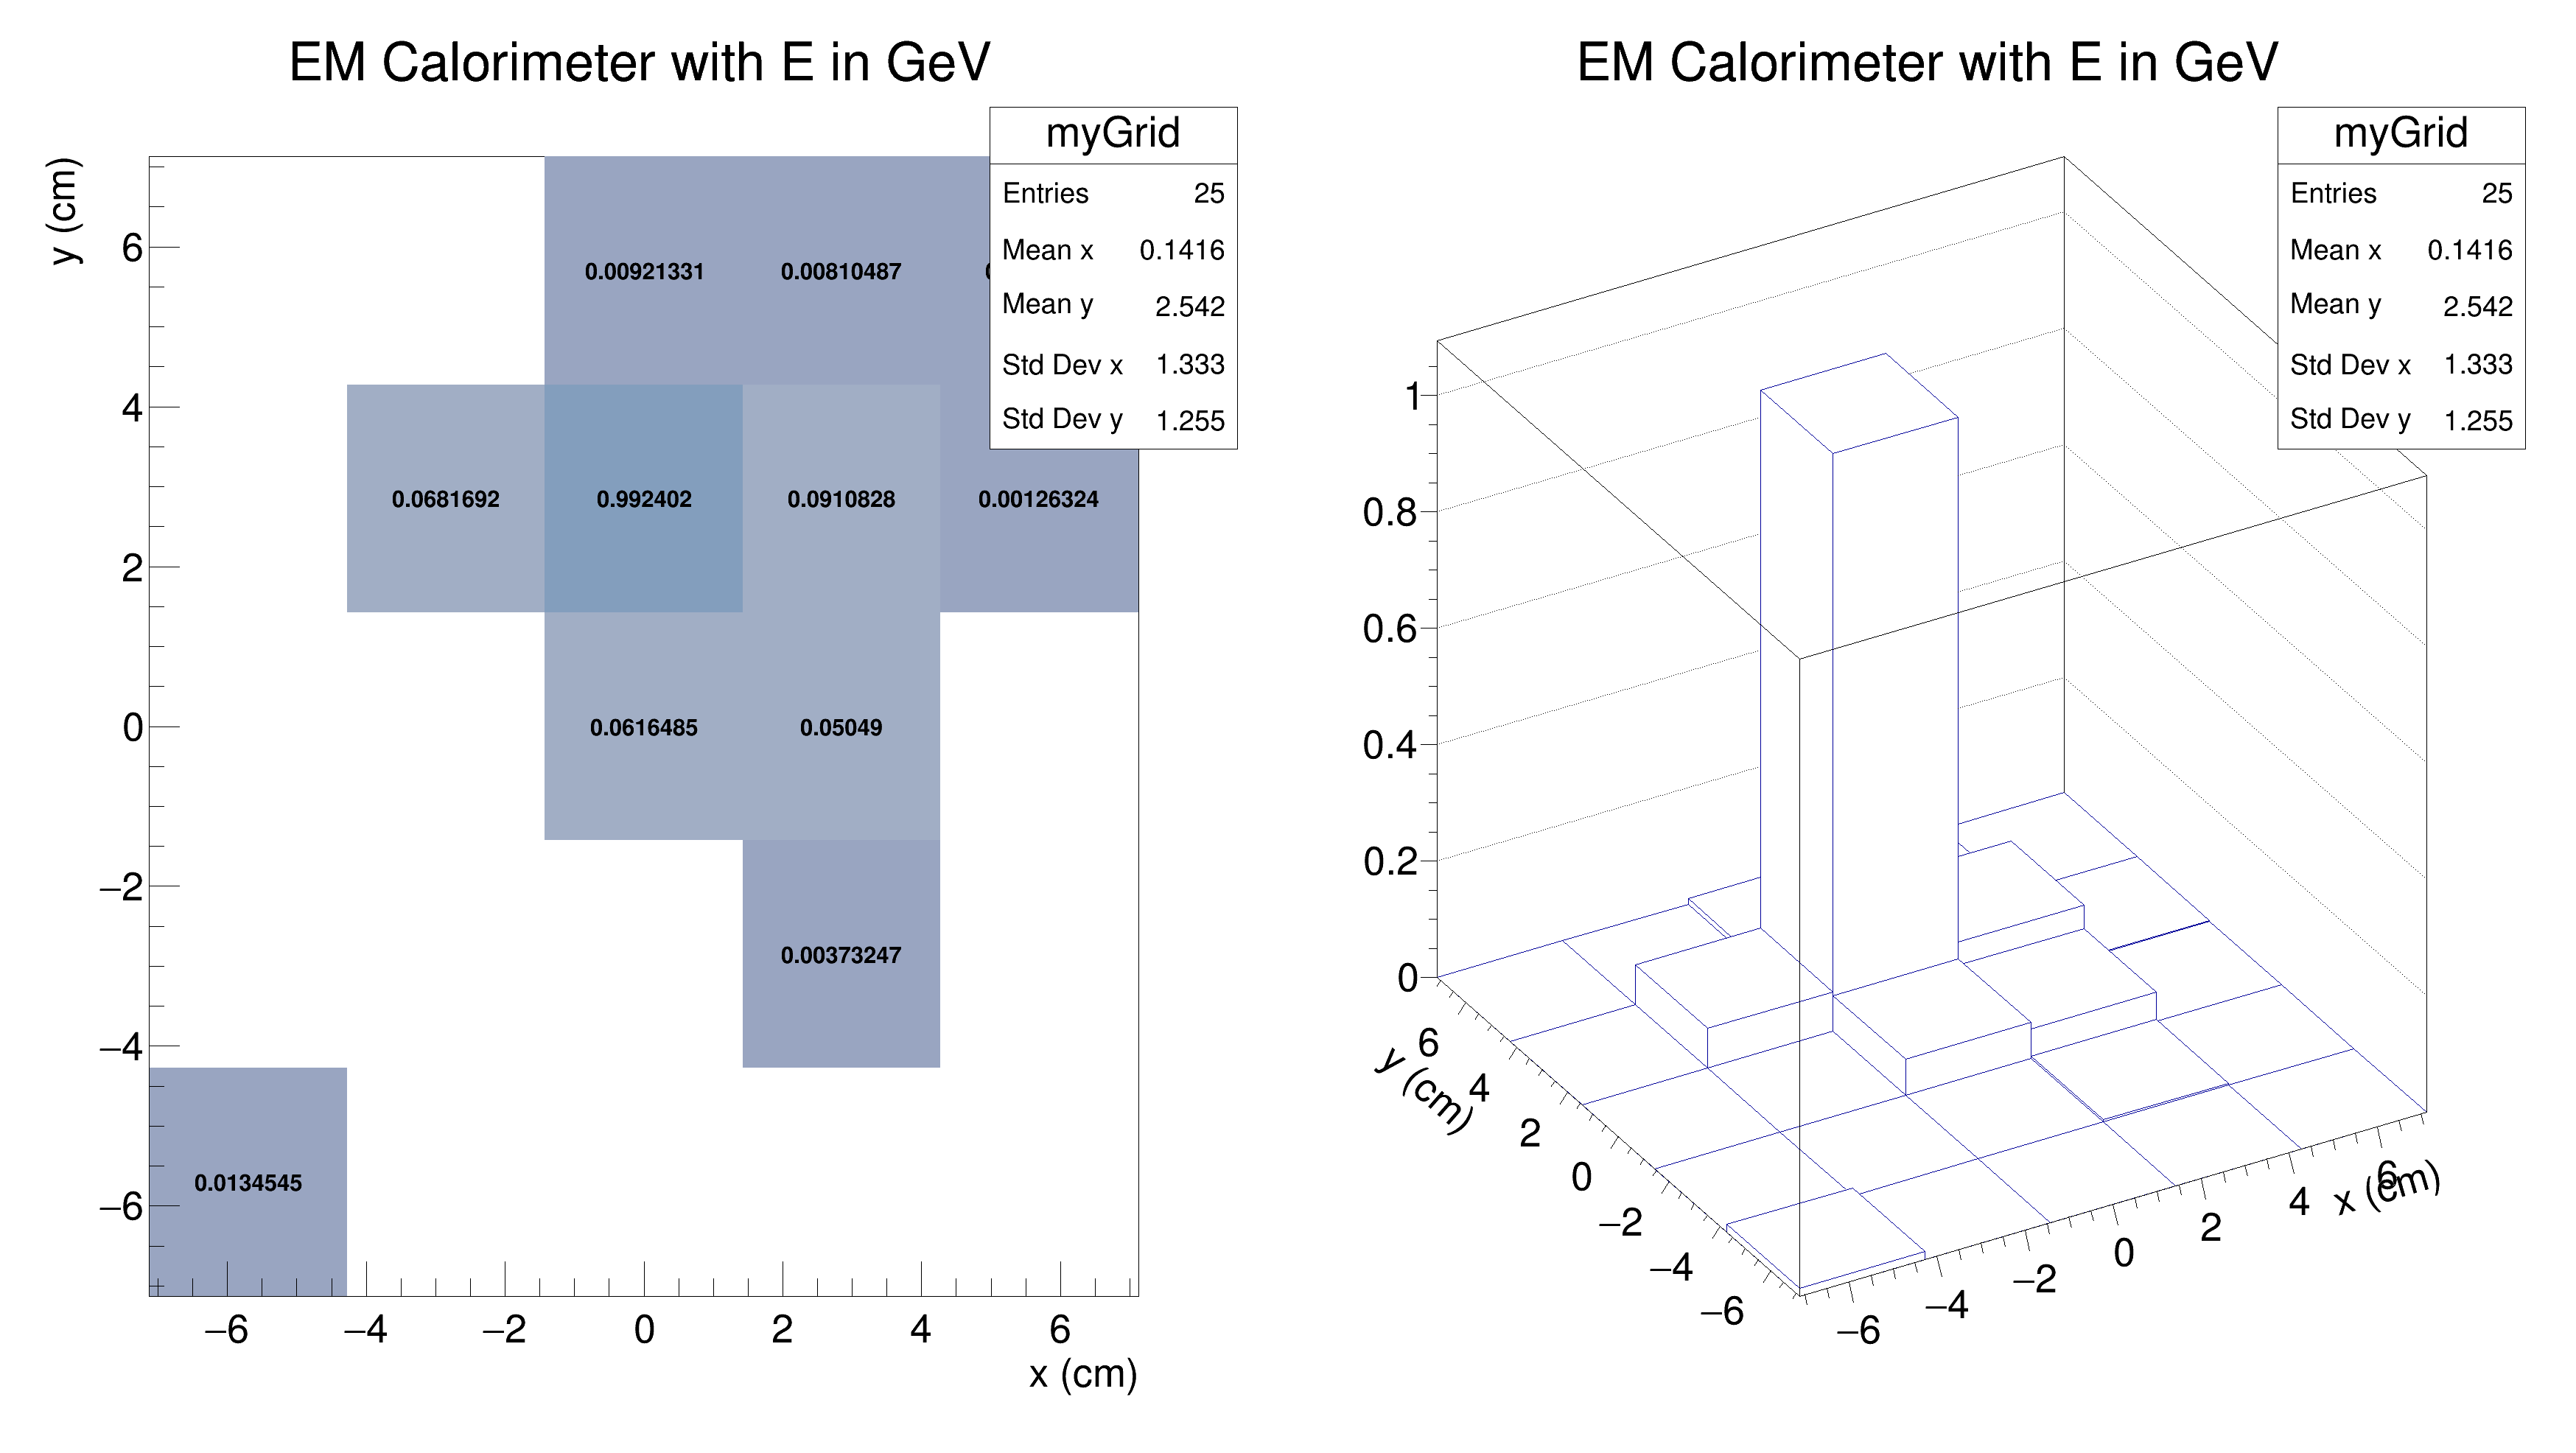 EM Calorimeter with E in GeV
myGrid
Entries 25
Mean x 0.1416
Mean y 2.542
Std Dev x 1.333
Std Dev y 1.255
y (cm)
6
4
2
0
−2
−4
−6
0.00921331 0.00810487
0.0681692 0.992402 0.0910828 0.00126324
0.0616485 0.05049
0.00373247
0.0134545
−6 −4 −2 0 2 4 6
x (cm)
EM Calorimeter with E in GeV
myGrid
Entries 25
Mean x 0.1416
Mean y 2.542
Std Dev x 1.333
Std Dev y 1.255
1
0.8
0.6
0.4
0.2
0
6
4
2
0
−2
−4
−6
y (cm)
−6
−4
−2
0
2
4
6
x (cm)